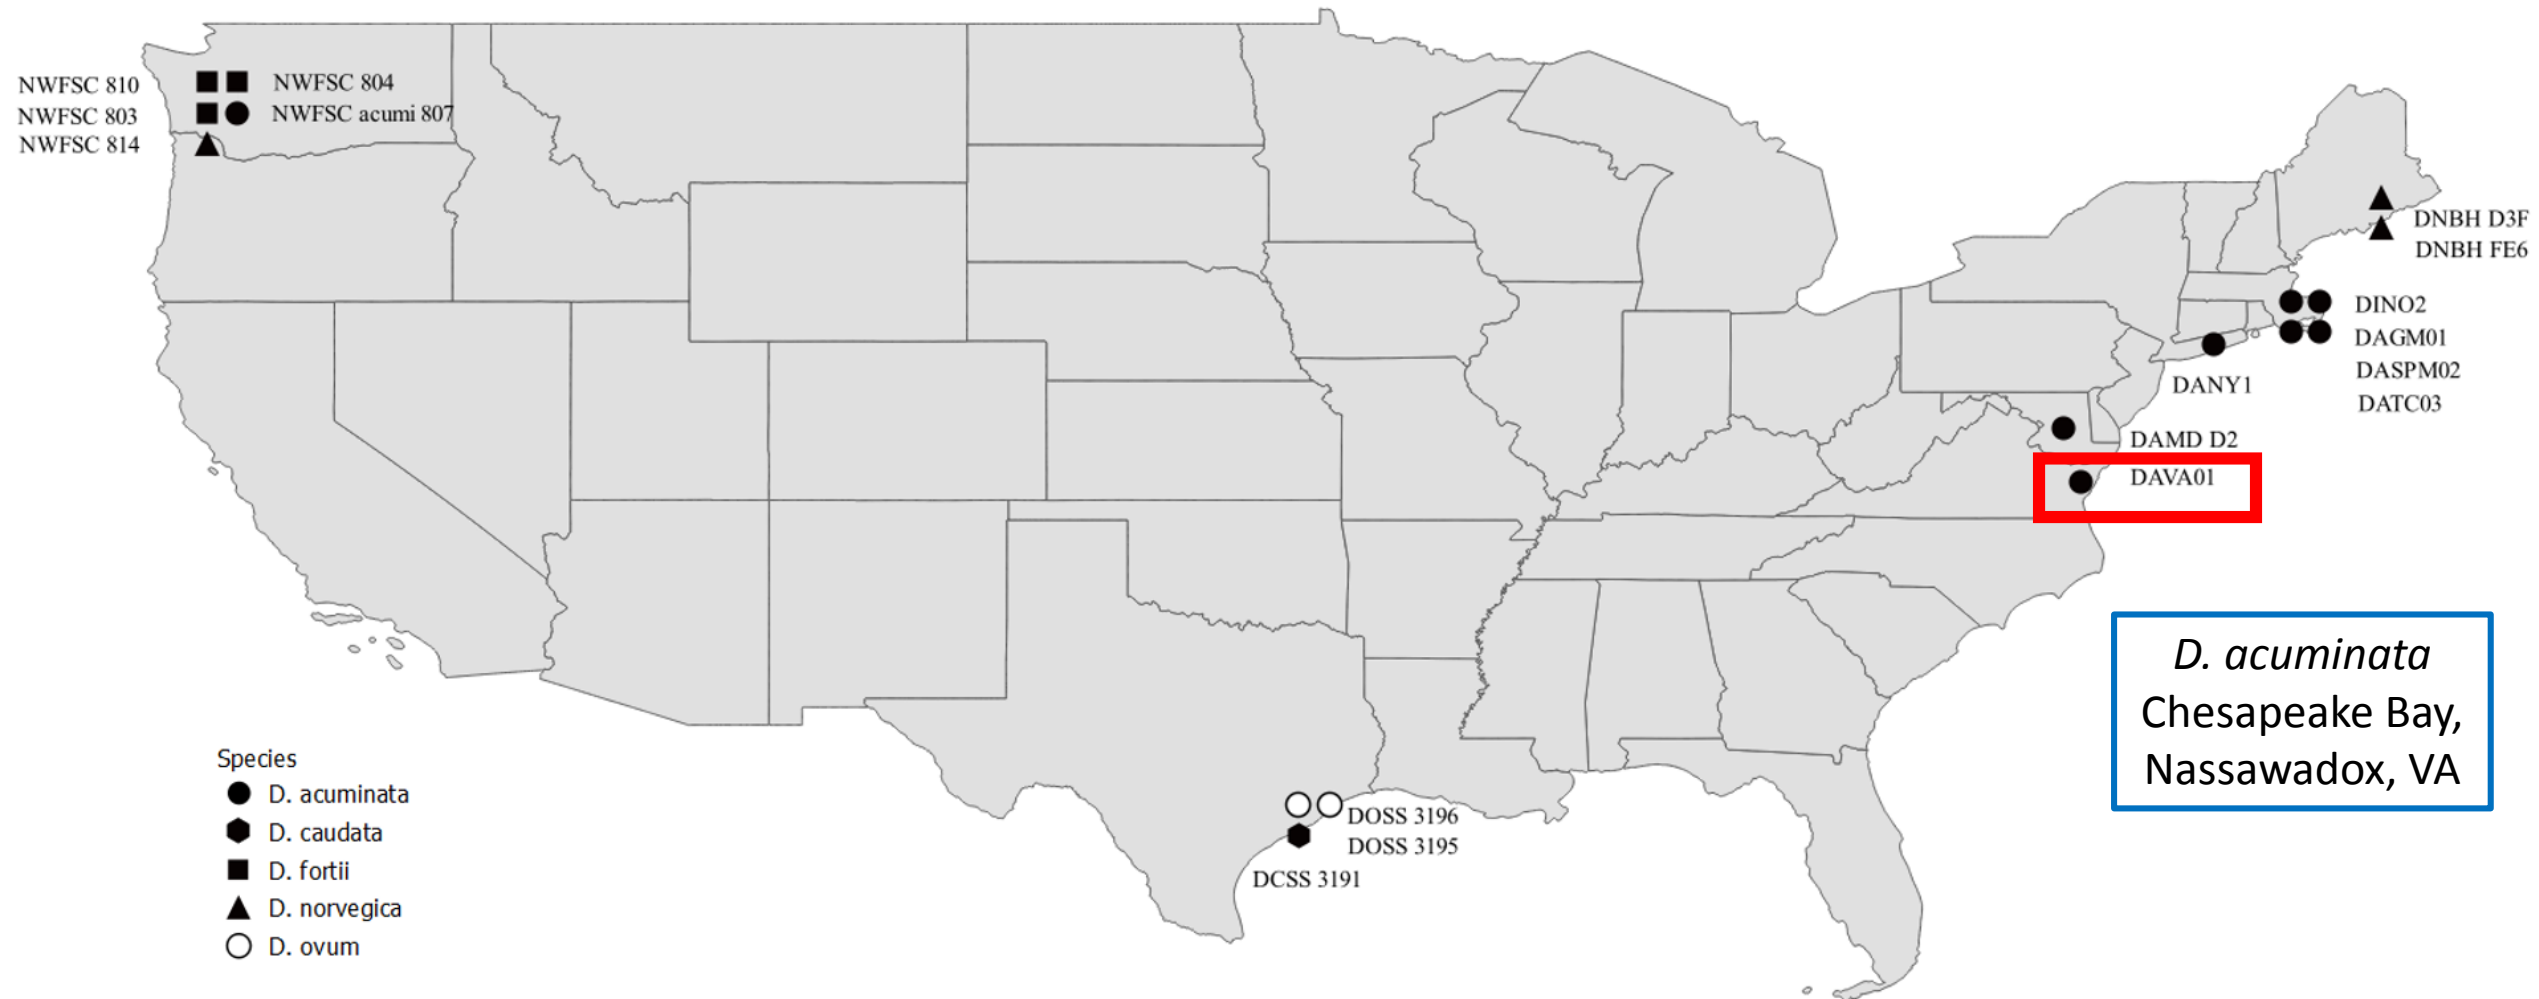 NWFSC 810
NWFSC 804
NWFSC 803
NWFSC acumi 807
NWFSC 814
DNBH D3F
DNBH FE6
DINO2
DAGM01
DASPM02
DATC03
DANY1
DAMD D2
DAVA01
D. acuminata
Chesapeake Bay,
Nassawadox, VA
DOSS 3196
DOSS 3195
DCSS 3191
Species
D. acuminata
D. caudata
D. fortii
D. norvegica
D. ovum